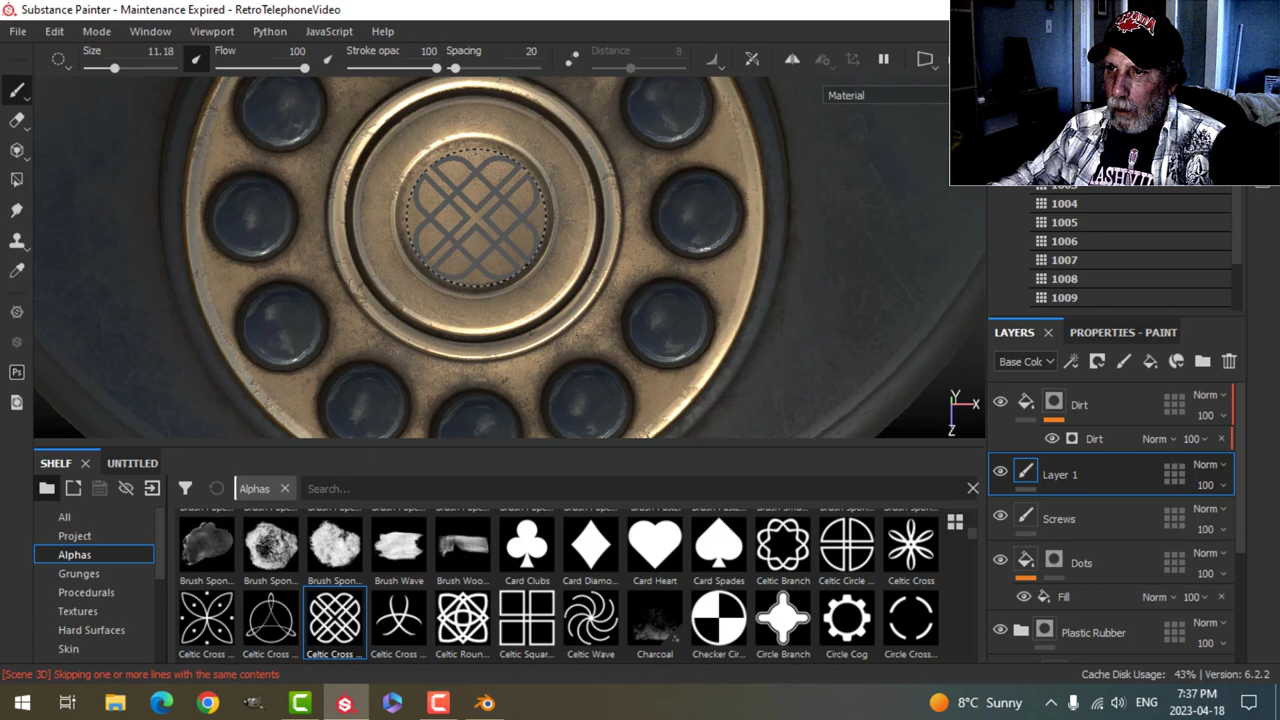 Substance Painter - Maintenance Expired - RetroTelephoneVideo
File Edit Mode Window Viewport Python JavaScript Help
Size 11.18 Flow 100 Stroke opac 100 Spacing 20 Distance 8
Material
1004
1005
1006
1007
1008
1009
LAYERS PROPERTIES - PAINT
Base Col
Dirt Norm
100
Dirt Norm 100
Layer 1 Norm
100
Screws Norm
100
Dots Norm
100
Fill Norm 100
Plastic Rubber Norm
100
Y
X
Z
SHELF UNTITLED
Alphas Search...
All
Project
Alphas
Grunges
Procedurals
Textures
Hard Surfaces
Skin
Brush Spon... Brush Spon... Brush Spon... Brush Wave Brush Woo... Card Clubs Card Diamo... Card Heart Card Spades Celtic Branch Celtic Circle ... Celtic Cross
Celtic Cross ... Celtic Cross ... Celtic Cross ... Celtic Cross ... Celtic Roun... Celtic Squar... Celtic Wave Charcoal Checker Cir... Circle Branch Circle Cog Circle Cross...
[Scene 3D] Skipping one or more lines with the same contents
Cache Disk Usage: 43% | Version: 6.2.2
8°C Sunny
ENG
7:37 PM
2023-04-18